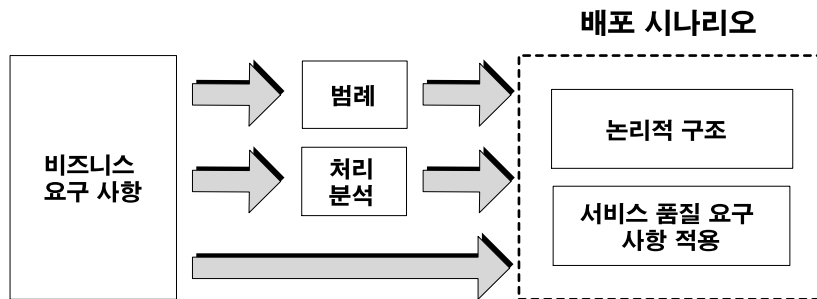 배포 시나리오
비즈니스
요구 사항
범례
처리
분석
논리적 구조
서비스 품질 요구
사항 적용